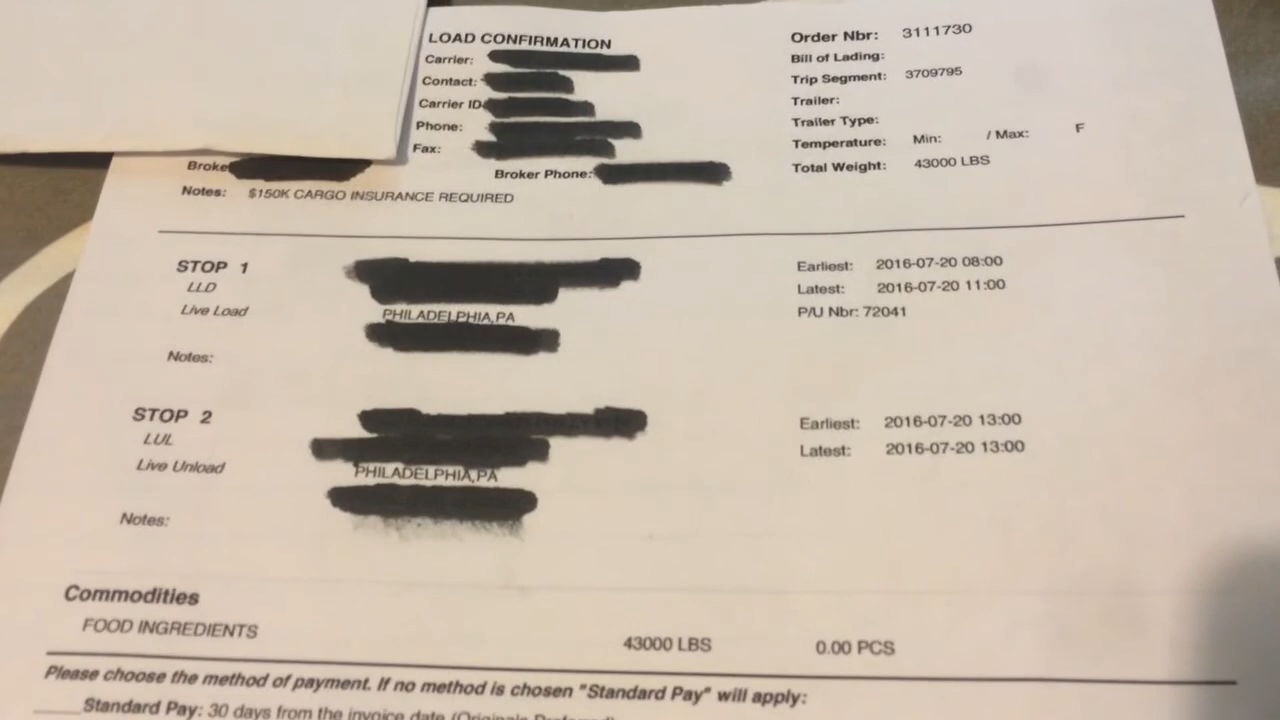 LOAD CONFIRMATION
Carrier:
Contact:
Carrier ID
Phone:
Fax:
Broke
Broker Phone:
Notes: $150K CARGO INSURANCE REQUIRED
Order Nbr: 3111730
Bill of Lading:
Trip Segment: 3709795
Trailer:
Trailer Type:
Temperature: Min: / Max: F
Total Weight: 43000 LBS
STOP 1
LLD
Live Load
PHILADELPHIA,PA
Notes:
Earliest: 2016-07-20 08:00
Latest: 2016-07-20 11:00
P/U Nbr: 72041
STOP 2
LUL
Live Unload
PHILADELPHIA,PA
Notes:
Earliest: 2016-07-20 13:00
Latest: 2016-07-20 13:00
Commodities
FOOD INGREDIENTS 43000 LBS 0.00 PCS
Please choose the method of payment. If no method is chosen "Standard Pay" will apply:
____Standard Pay: 30 days from the invoice date (Originals Preferred)